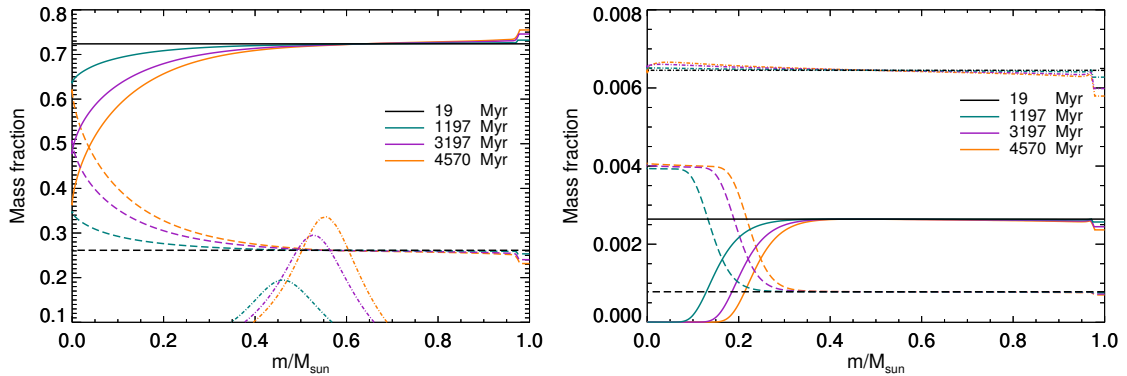 0.8
0.7
0.6
0.5
0.4
0.3
0.2
0.1
Mass fraction
19 Myr
1197 Myr
3197 Myr
4570 Myr
0.0 0.2 0.4 0.6 0.8 1.0
m/M_sun
0.008
0.006
0.004
0.002
0.000
Mass fraction
19 Myr
1197 Myr
3197 Myr
4570 Myr
0.0 0.2 0.4 0.6 0.8 1.0
m/M_sun